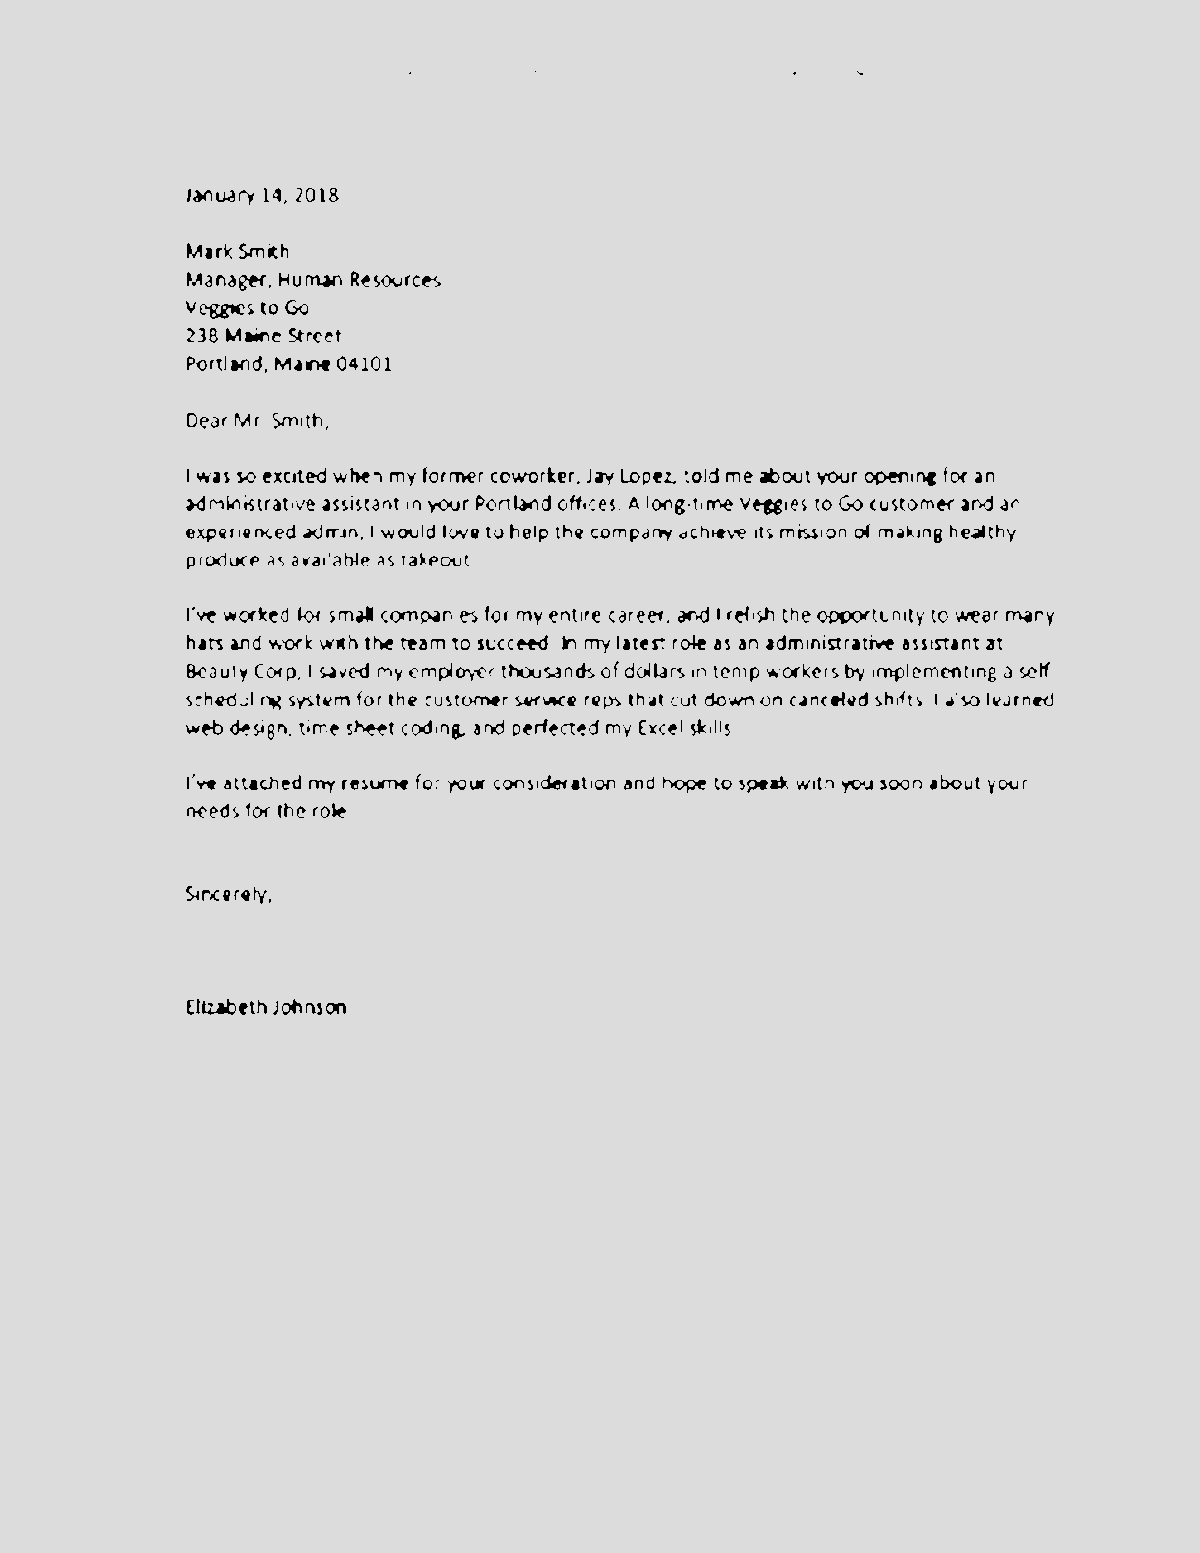 January 14, 2018
Mark Smith
Manager, Human Resources
Veggies to Go
238 Maine Street
Portland, Maine 04101
Dear Mr. Smith,
I was so excited when my former coworker, Jay Lopez, told me about your opening for an
administrative assistant in your Portland offices. A long-time Veggies to Go customer and an
experienced admin, I would love to help the company achieve its mission of making healthy
produce as available as takeout.
I've worked for small companies for my entire career, and I relish the opportunity to wear many
hats and work with the team to succeed. In my latest role as an administrative assistant at
Beauty Corp, I saved my employer thousands of dollars in temp workers by implementing a self
scheduling system for the customer service reps that cut down on canceled shifts. I also learned
web design, time sheet coding, and perfected my Excel skills.
I've attached my resume for your consideration and hope to speak with you soon about your
needs for the role.
Sincerely,
Elizabeth Johnson